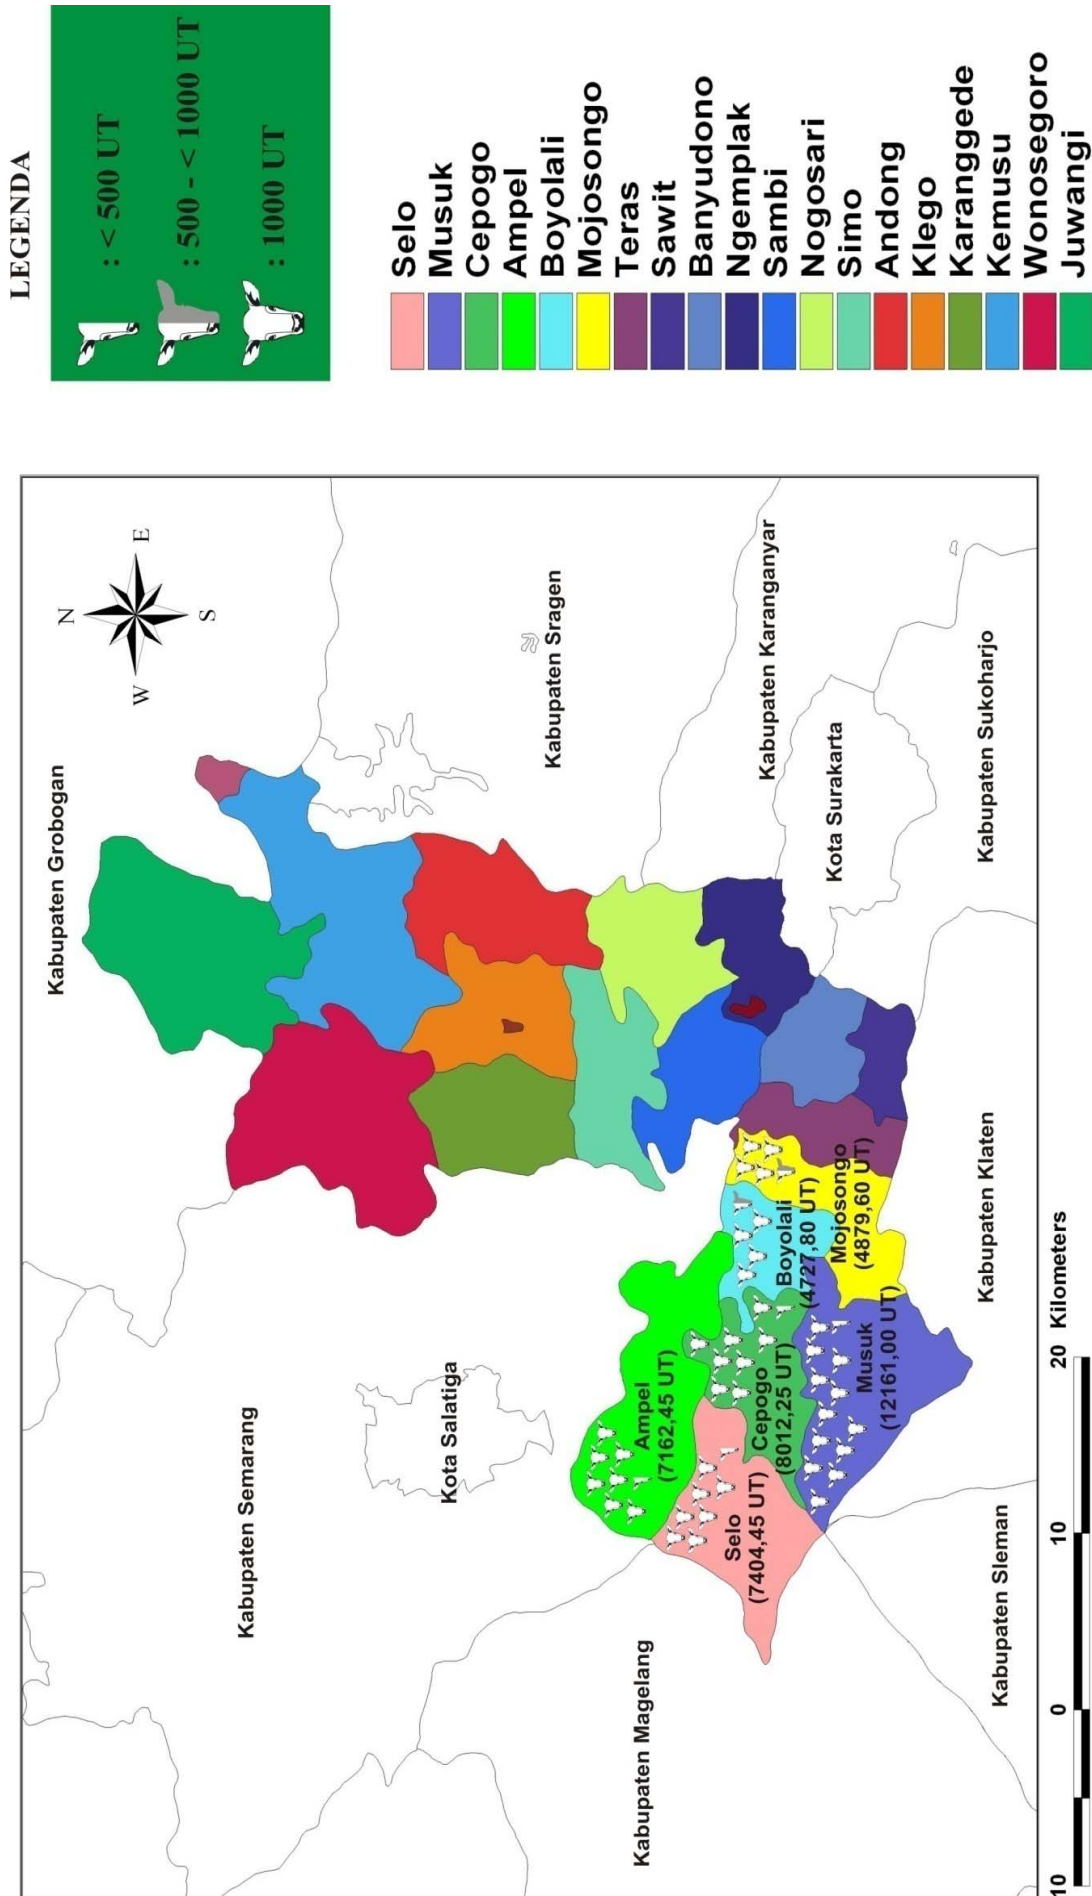 LEGENDA
: < 500 UT
: 500 - < 1000 UT
: 1000 UT
Selo
Musuk
Cepogo
Ampel
Boyolali
Mojosongo
Teras
Sawit
Banyudono
Ngemplak
Sambi
Nogosari
Simo
Andong
Klego
Karanggede
Kemusu
Wonosegoro
Juwangi
N
W
E
S
Kabupaten Grobogan
Kabupaten Semarang
Kota Salatiga
Kabupaten Sragen
Kabupaten Magelang
Ampel
(7162,45 UT)
Selo
(7404,45 UT)
Cepogo
(8012,25 UT)
Boyolali
(4727,80 UT)
Mojosongo
(4879,60 UT)
Musuk
(12161,00 UT)
Kabupaten Karanganyar
Kota Surakarta
Kabupaten Sukoharjo
Kabupaten Klaten
Kabupaten Sleman
10
0
10
20 Kilometers